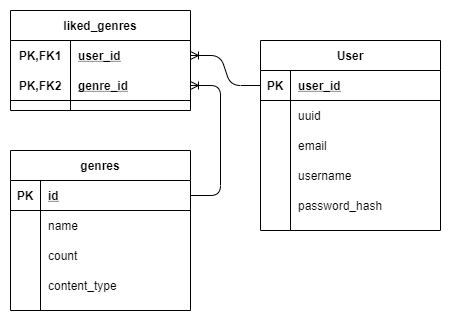 liked_genres
PK,FK1 user_id
PK,FK2 genre_id
User
PK user_id
uuid
email
username
password_hash
genres
PK id
name
count
content_type